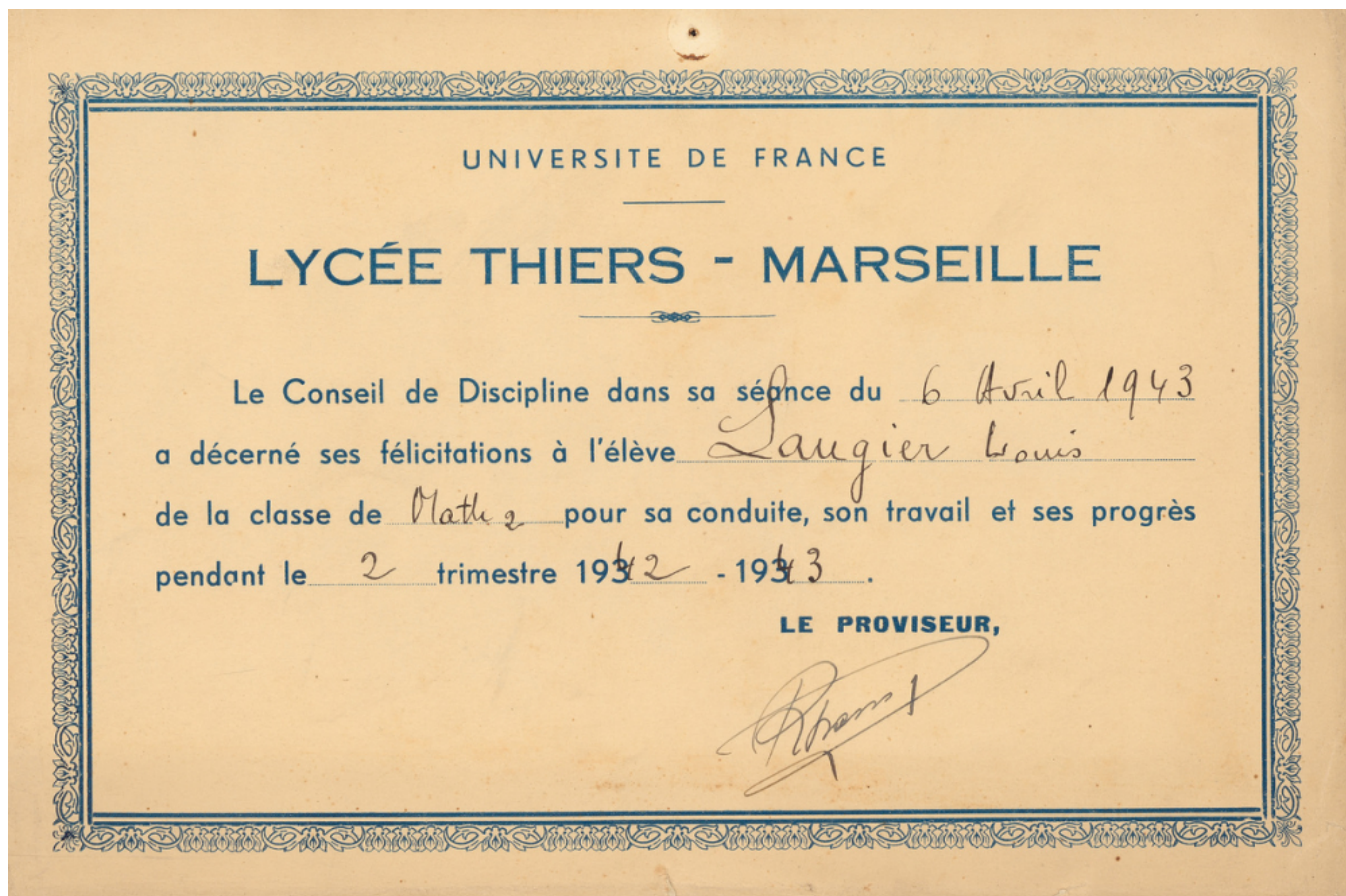 UNIVERSITE DE FRANCE
LYCÉE THIERS - MARSEILLE
Le Conseil de Discipline dans sa séance du 6 Avril 1943
a décerné ses félicitations à l'élève Laugier Louis
de la classe de Math 2 pour sa conduite, son travail et ses progrès
pendant le 2 trimestre 1942 - 1943.
LE PROVISEUR,